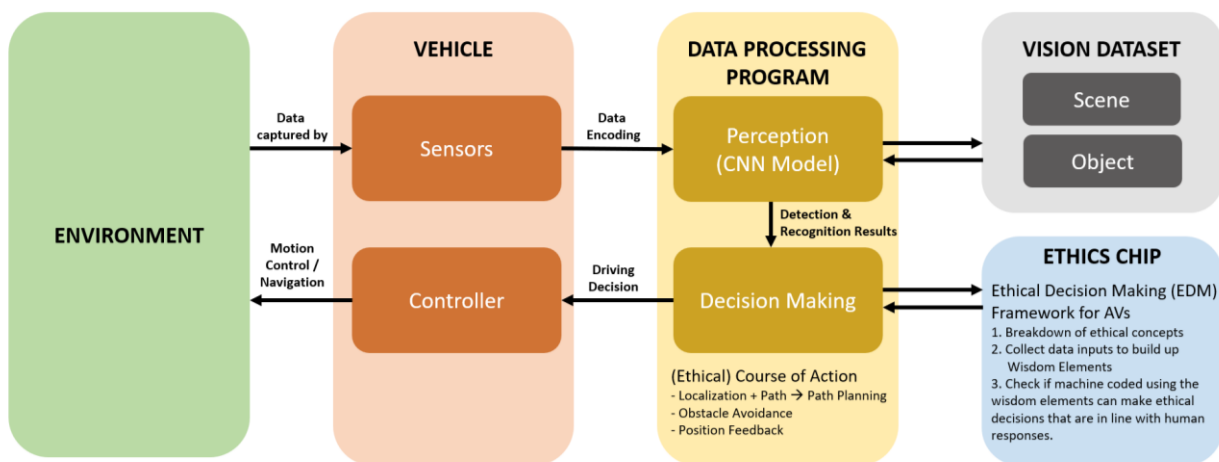 ENVIRONMENT
Data
captured by
Motion
Control /
Navigation
VEHICLE
Sensors
Controller
Data
Encoding
Driving
Decision
DATA PROCESSING
PROGRAM
Perception
(CNN Model)
Detection &
Recognition Results
Decision Making
(Ethical) Course of Action
- Localization + Path → Path Planning
- Obstacle Avoidance
- Position Feedback
VISION DATASET
Scene
Object
ETHICS CHIP
Ethical Decision Making (EDM)
Framework for AVs
1. Breakdown of ethical concepts
2. Collect data inputs to build up
Wisdom Elements
3. Check if machine coded using the
wisdom elements can make ethical
decisions that are in line with human
responses.